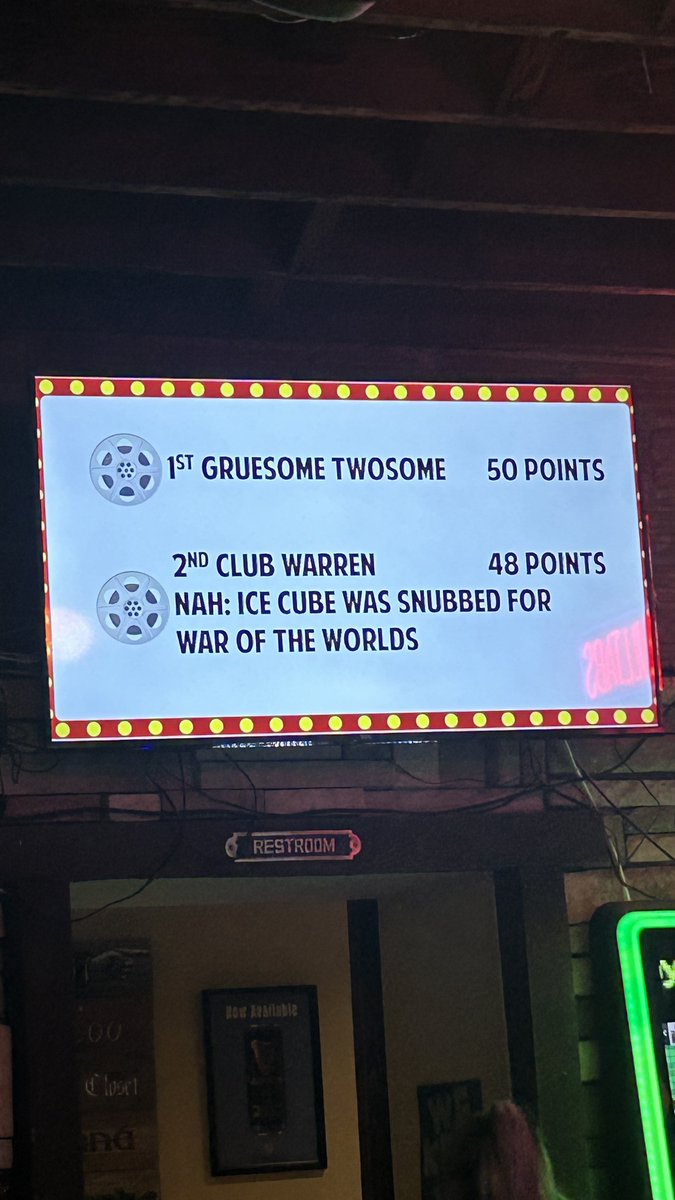 1ST GRUESOME TWOSOME 50 POINTS
2ND CLUB WARREN 48 POINTS
NAH: ICE CUBE WAS SNUBBED FOR
WAR OF THE WORLDS
RESTROOM
Now Available
Closet